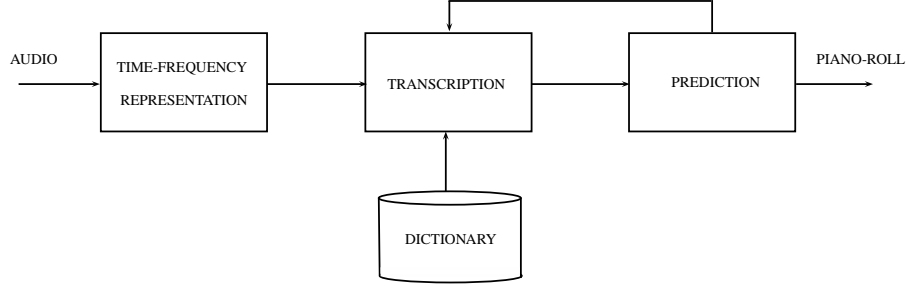 AUDIO
TIME-FREQUENCY
REPRESENTATION
TRANSCRIPTION
PREDICTION
PIANO-ROLL
DICTIONARY